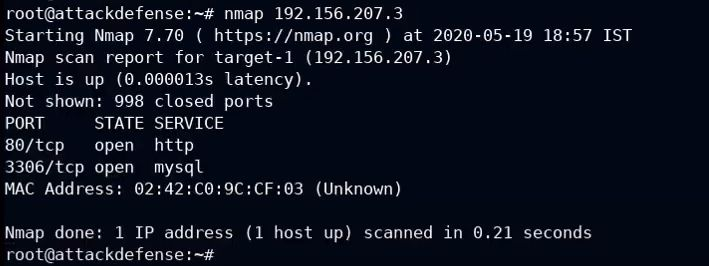 root@attackdefense:~# nmap 192.156.207.3
Starting Nmap 7.70 ( https://nmap.org ) at 2020-05-19 18:57 IST
Nmap scan report for target-1 (192.156.207.3)
Host is up (0.000013s latency).
Not shown: 998 closed ports
PORT     STATE SERVICE
80/tcp   open  http
3306/tcp open  mysql
MAC Address: 02:42:C0:9C:CF:03 (Unknown)
Nmap done: 1 IP address (1 host up) scanned in 0.21 seconds
root@attackdefense:~#